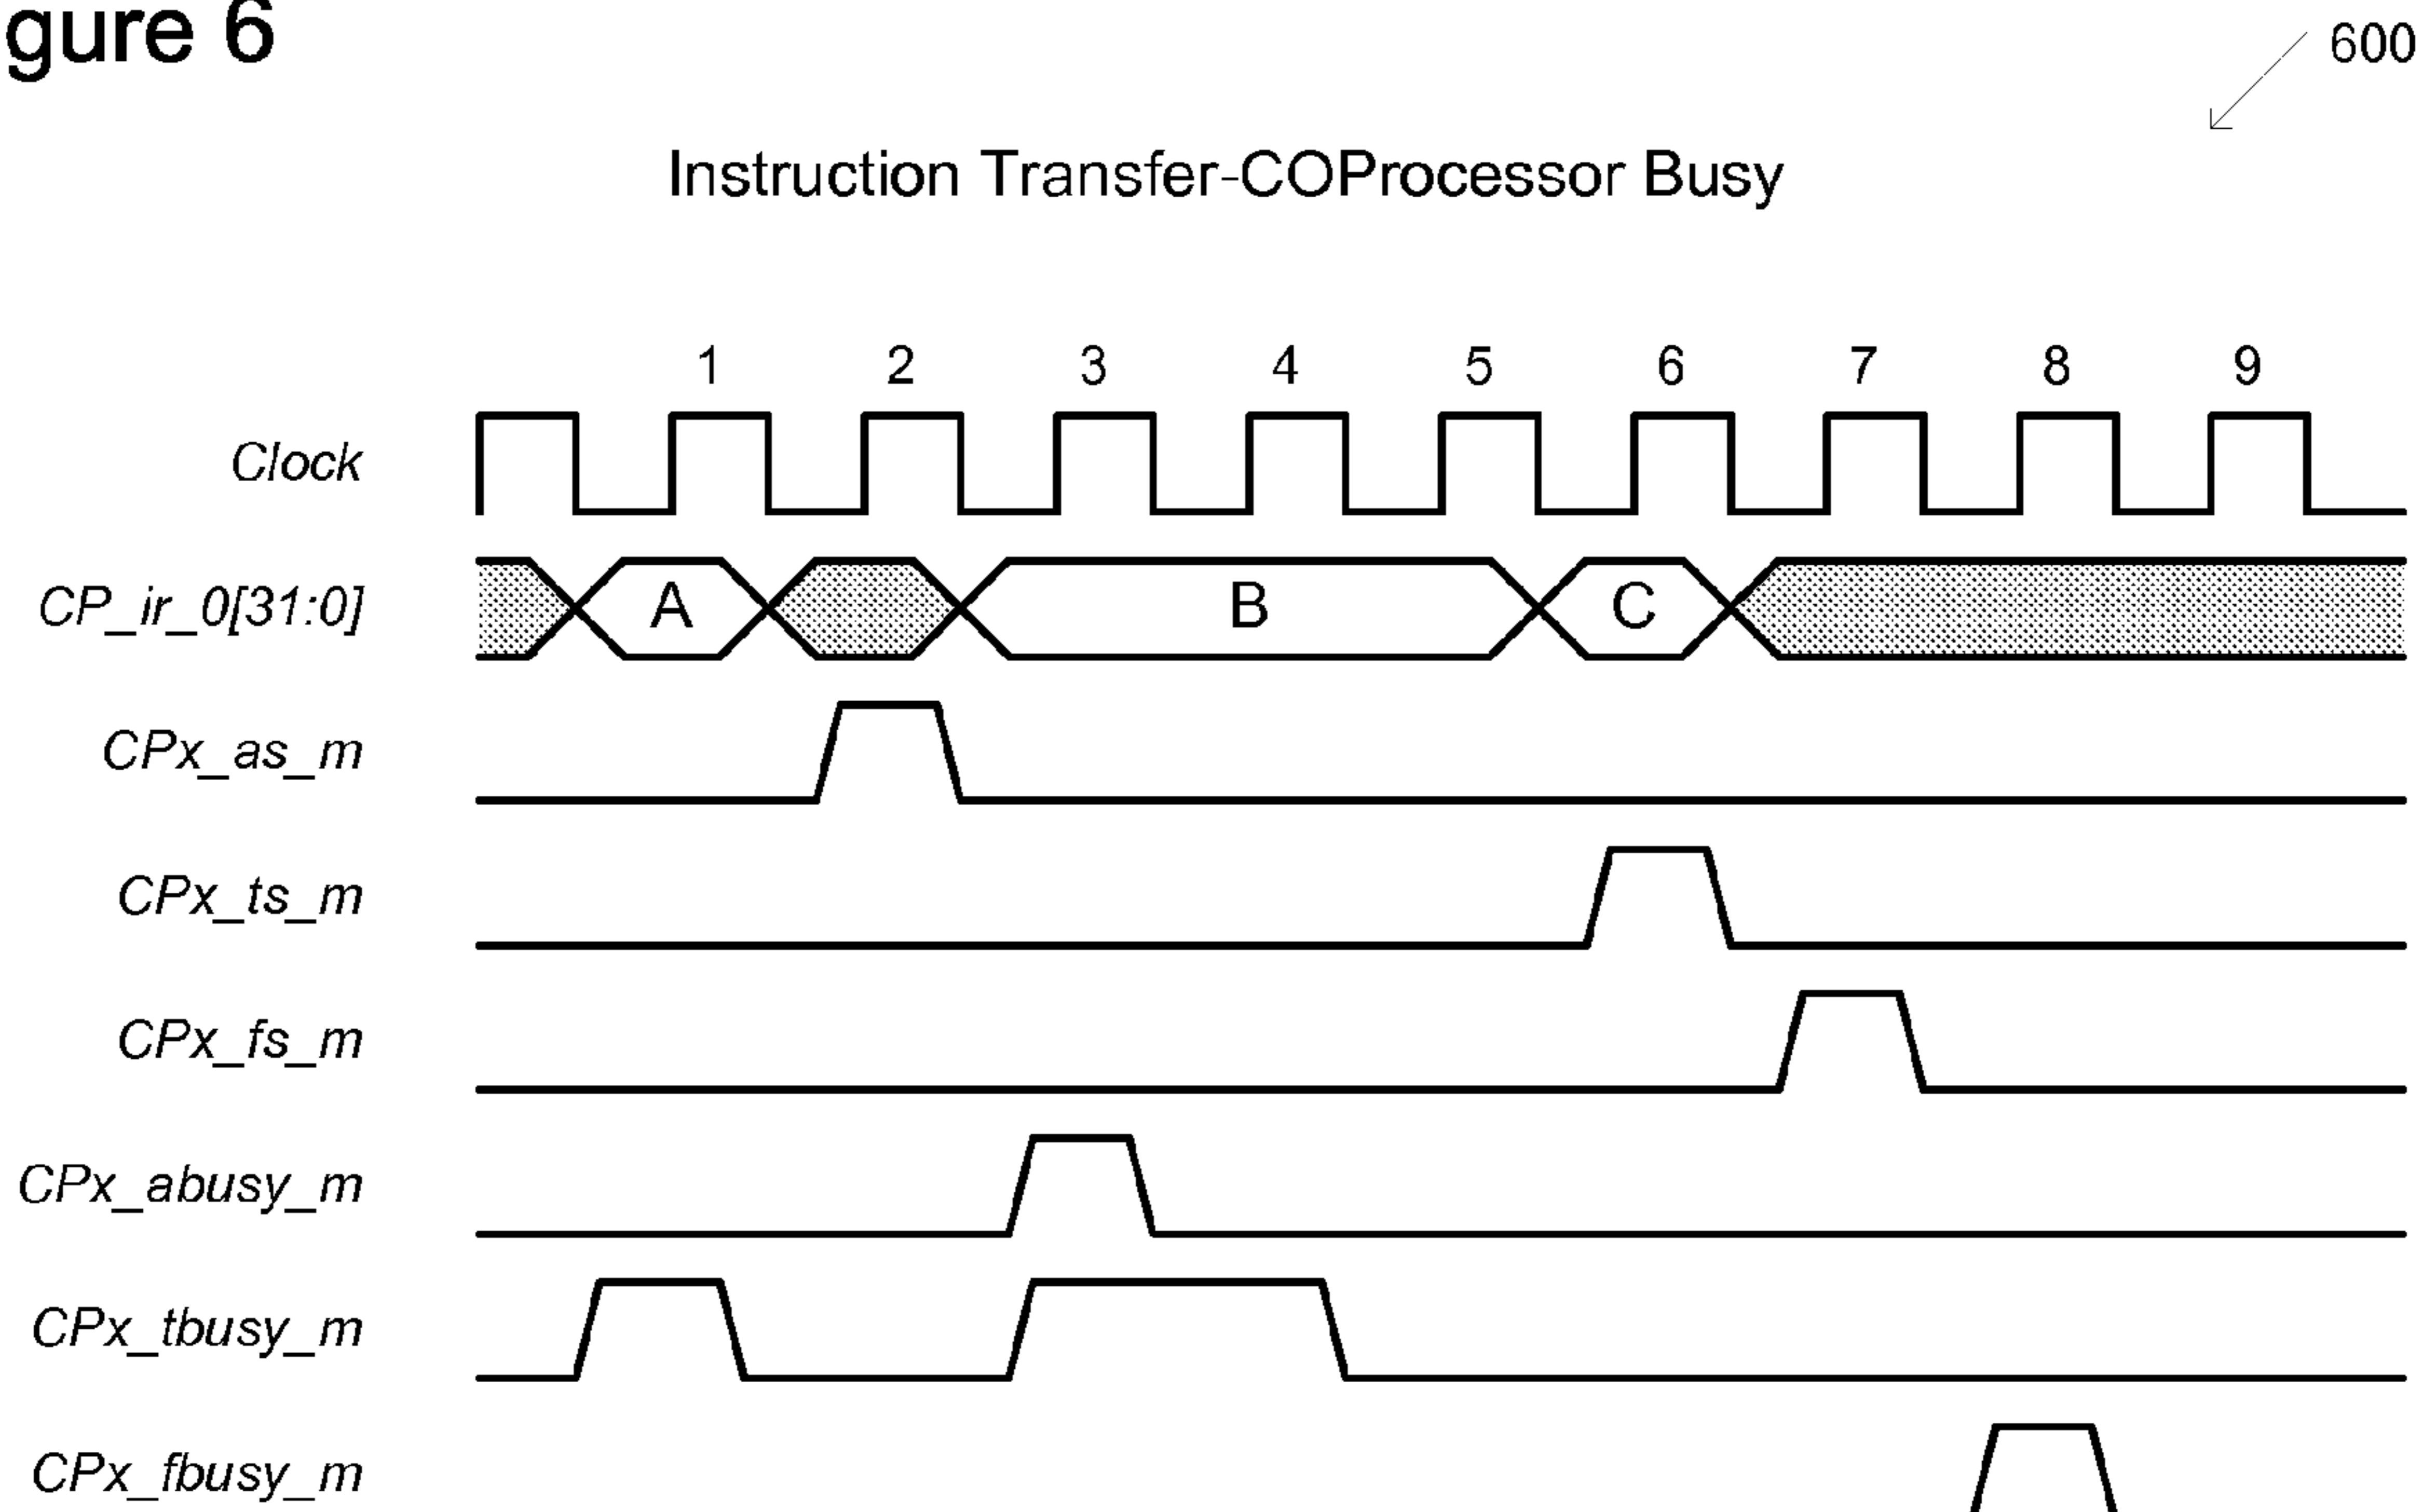 gure 6
600
Instruction Transfer-COProcessor Busy
1 2 3 4 5 6 7 8 9
Clock
CP_ir_0[31:0] A B C
CPx_as_m
CPx_ts_m
CPx_fs_m
CPx_abusy_m
CPx_tbusy_m
CPx_fbusy_m